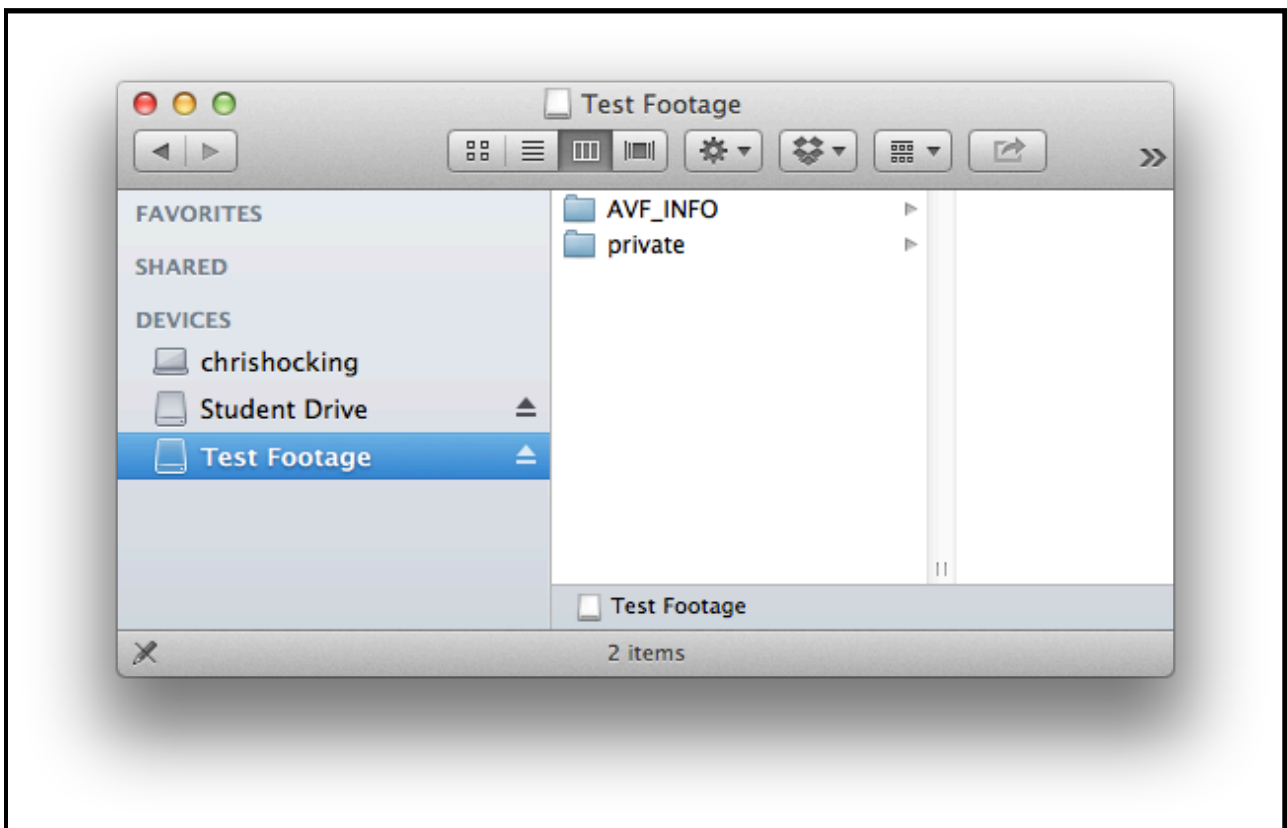 Test Footage
FAVORITES
SHARED
DEVICES
chrishocking
Student Drive
Test Footage
AVF_INFO
private
Test Footage
2 items